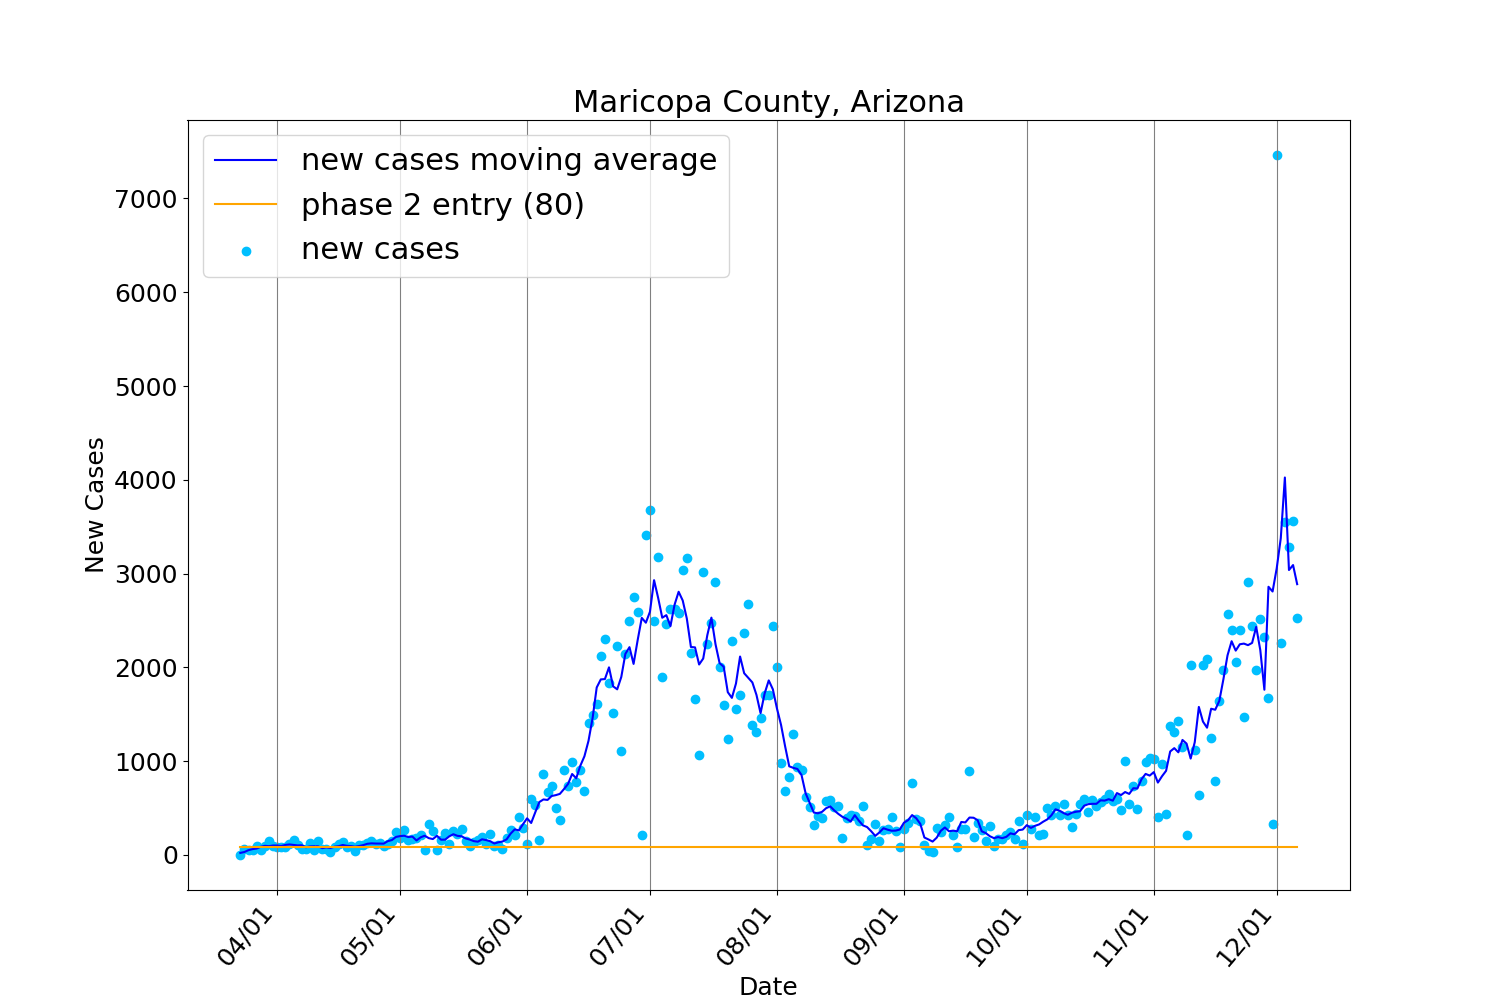 Maricopa County, Arizona
new cases moving average
phase 2 entry (80)
new cases
New Cases
7000
6000
5000
4000
3000
2000
1000
0
04/01
05/01
06/01
07/01
08/01
09/01
10/01
11/01
12/01
Date